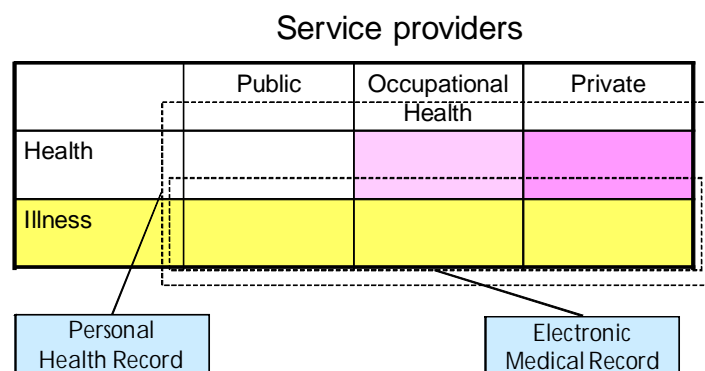 Service providers
Public
Occupational
Health
Private
Health
Illness
Personal
Health Record
Electronic
Medical Record